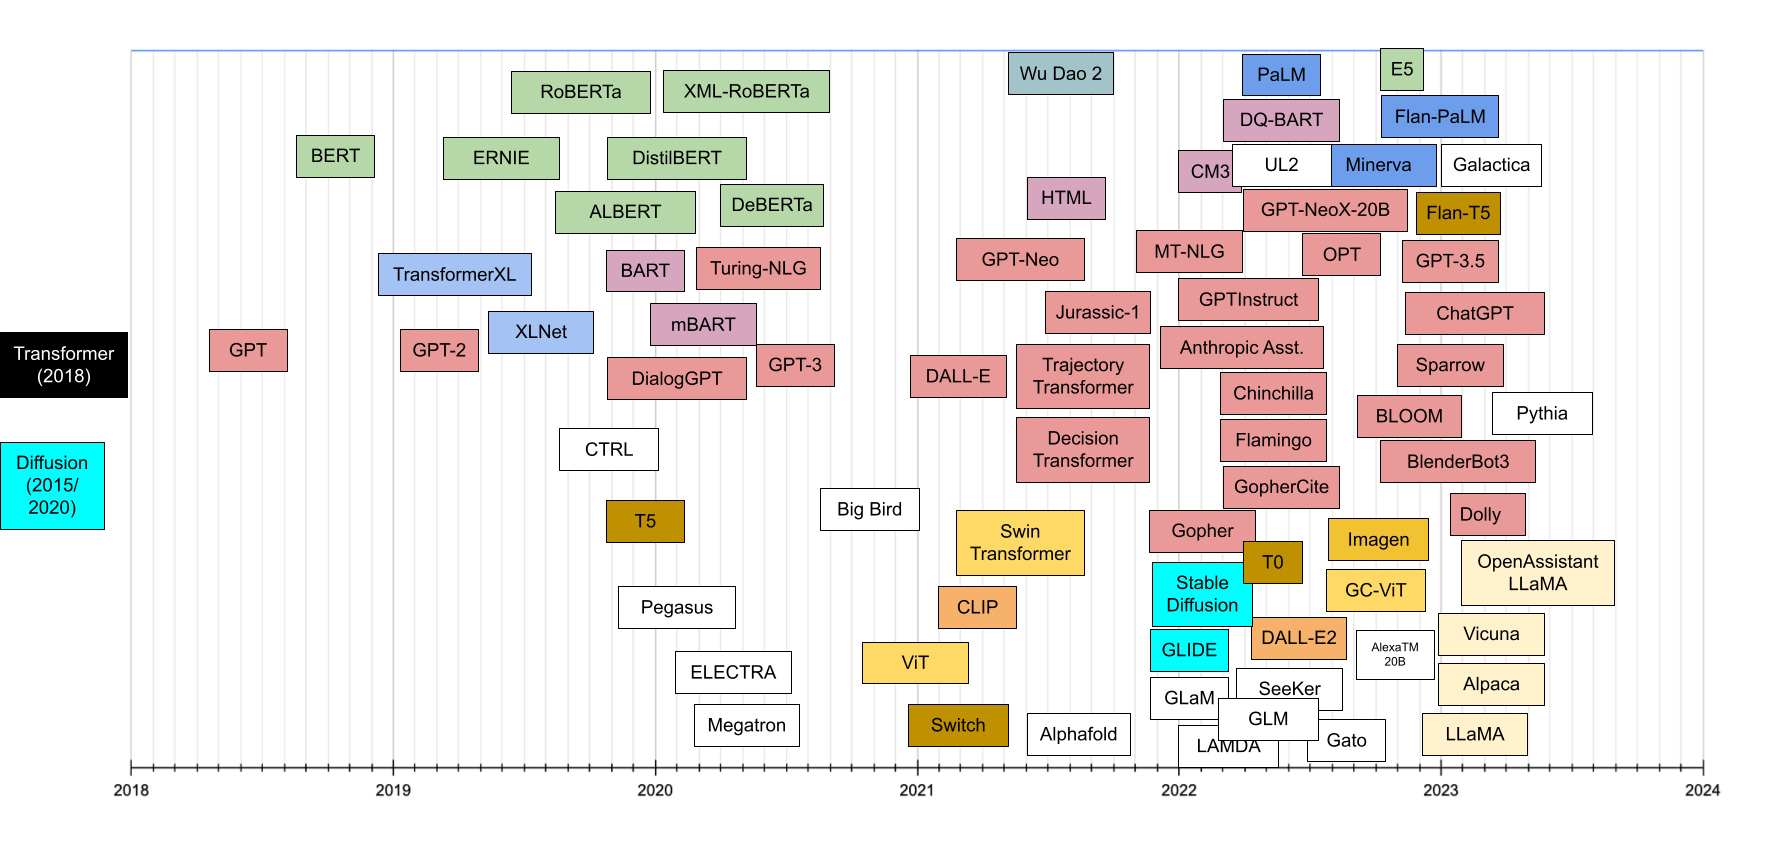 Wu Dao 2
PaLM
E5
RoBERTa
XML-RoBERTa
DQ-BART
Flan-PaLM
BERT
ERNIE
DistilBERT
CM3
UL2
Minerva
Galactica
ALBERT
DeBERTa
HTML
GPT-NeoX-20B
Flan-T5
TransformerXL
BART
Turing-NLG
GPT-Neo
MT-NLG
OPT
GPT-3.5
GPTInstruct
Jurassic-1
ChatGPT
XLNet
mBART
Transformer
(2018)
GPT
GPT-2
DialogGPT
GPT-3
DALL-E
Trajectory
Transformer
Anthropic Asst.
Sparrow
Chinchilla
BLOOM
Pythia
Diffusion
(2015/
2020)
CTRL
Decision
Transformer
Flamingo
BlenderBot3
GopherCite
T5
Big Bird
Swin
Transformer
Gopher
T0
Imagen
Dolly
OpenAssistant
LLaMA
Stable
Diffusion
GC-ViT
Pegasus
CLIP
DALL-E2
Vicuna
ELECTRA
ViT
GLIDE
AlexaTM
20B
Alpaca
GLaM
SeeKer
Megatron
Switch
Alphafold
GLM
LAMDA
Gato
LLaMA
2018
2019
2020
2021
2022
2023
2024